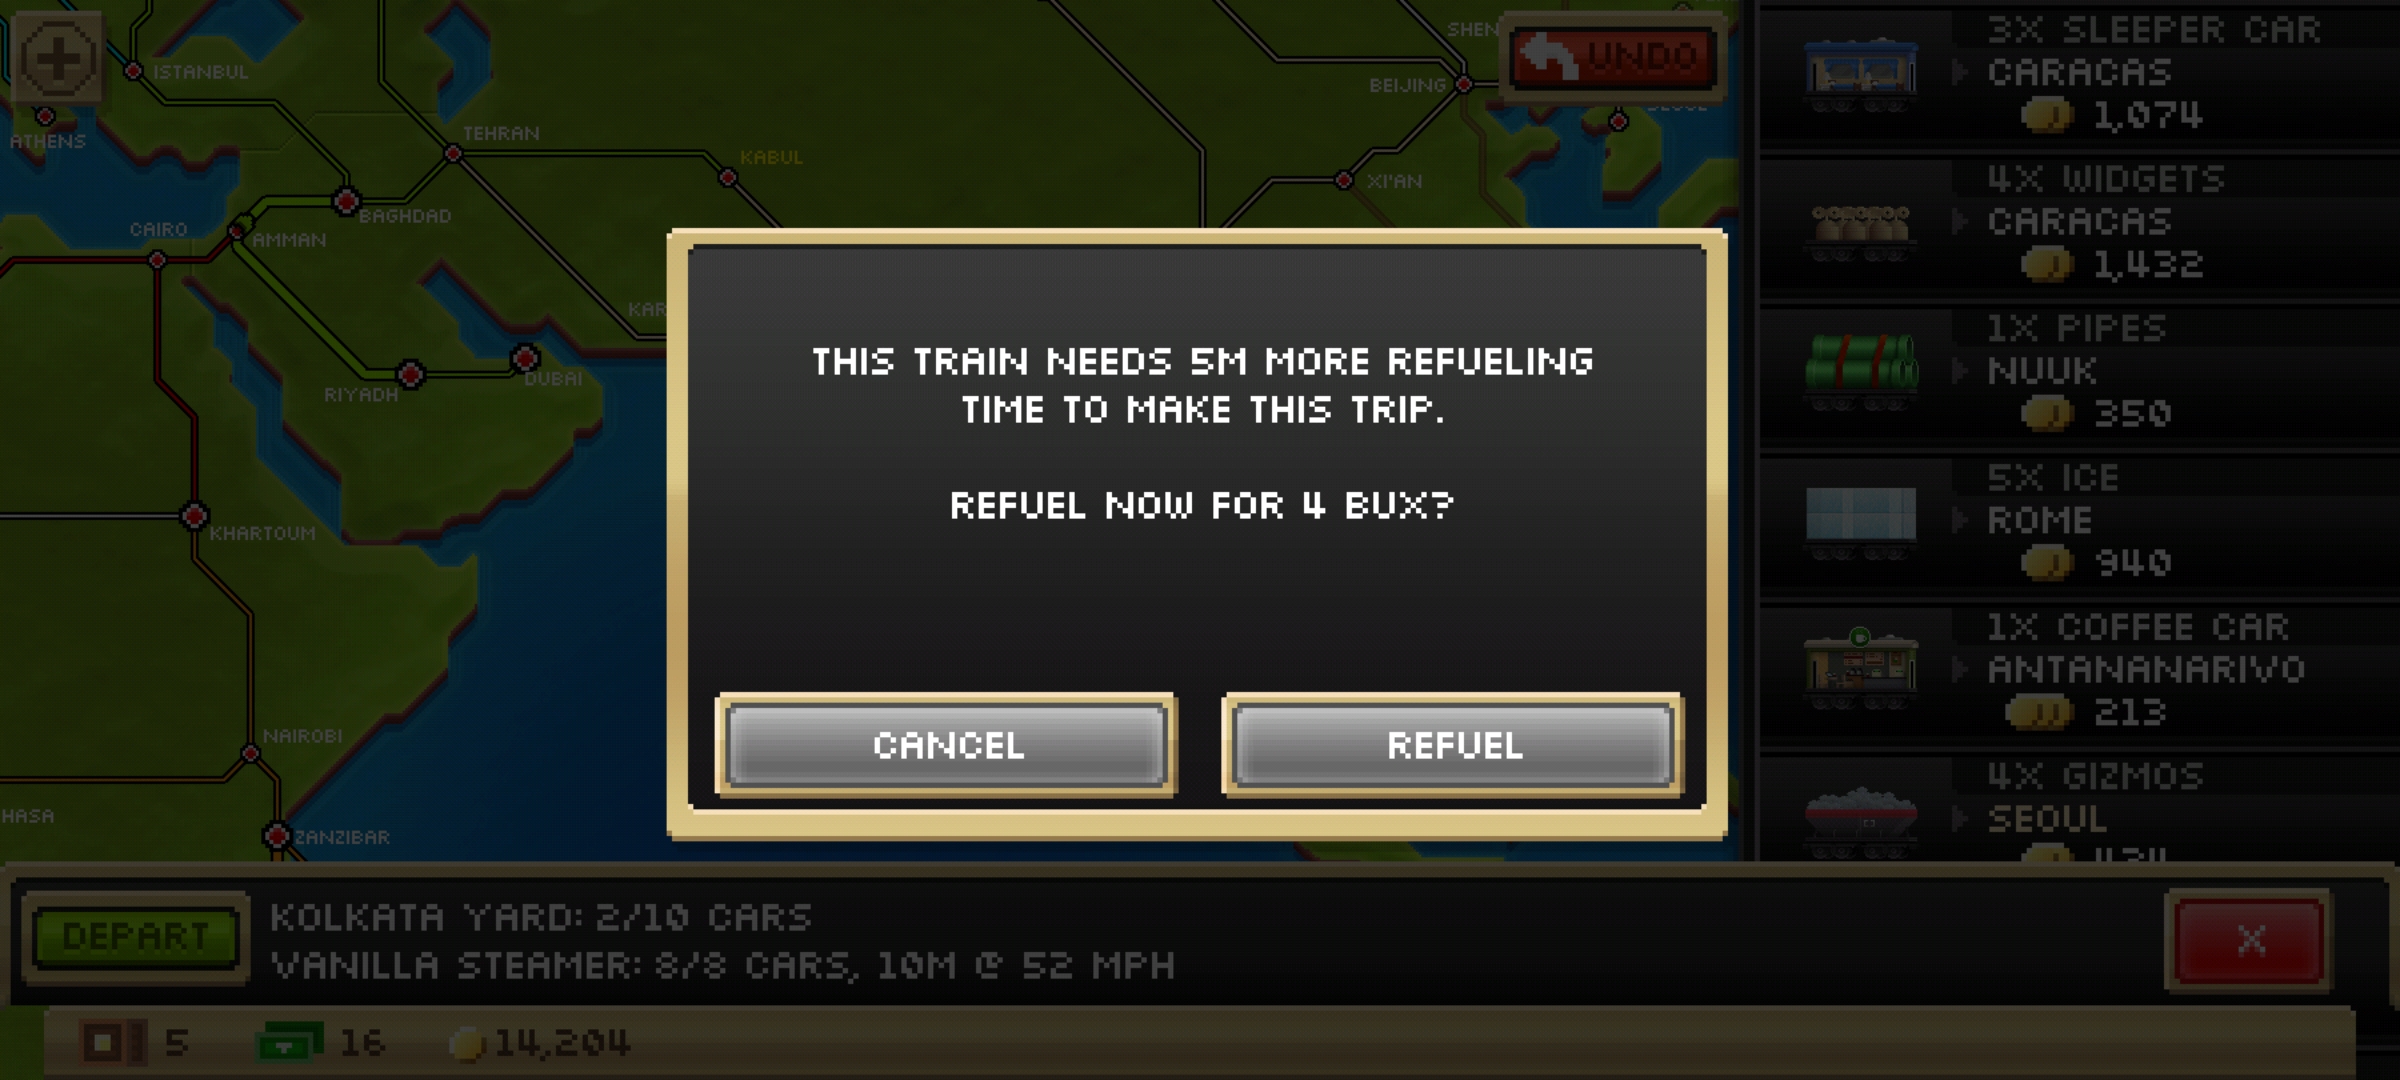 ISTANBUL
ATHENS
TEHRAN
KABUL
BAGHDAD
CAIRO
AMMAN
RIYADH
DUBAI
KHARTOUM
NAIROBI
ZANZIBAR
BEIJING
XI'AN
UNDO
THIS TRAIN NEEDS 5M MORE REFUELING
TIME TO MAKE THIS TRIP.
REFUEL NOW FOR 4 BUX?
CANCEL
REFUEL
3X SLEEPER CAR
CARACAS
1,074
4X WIDGETS
CARACAS
1,432
1X PIPES
NUUK
350
5X ICE
ROME
940
1X COFFEE CAR
ANTANANARIVO
213
4X GIZMOS
SEOUL
DEPART
KOLKATA YARD: 2/10 CARS
VANILLA STEAMER: 8/8 CARS, 10M @ 52 MPH
X
5
16
14,204